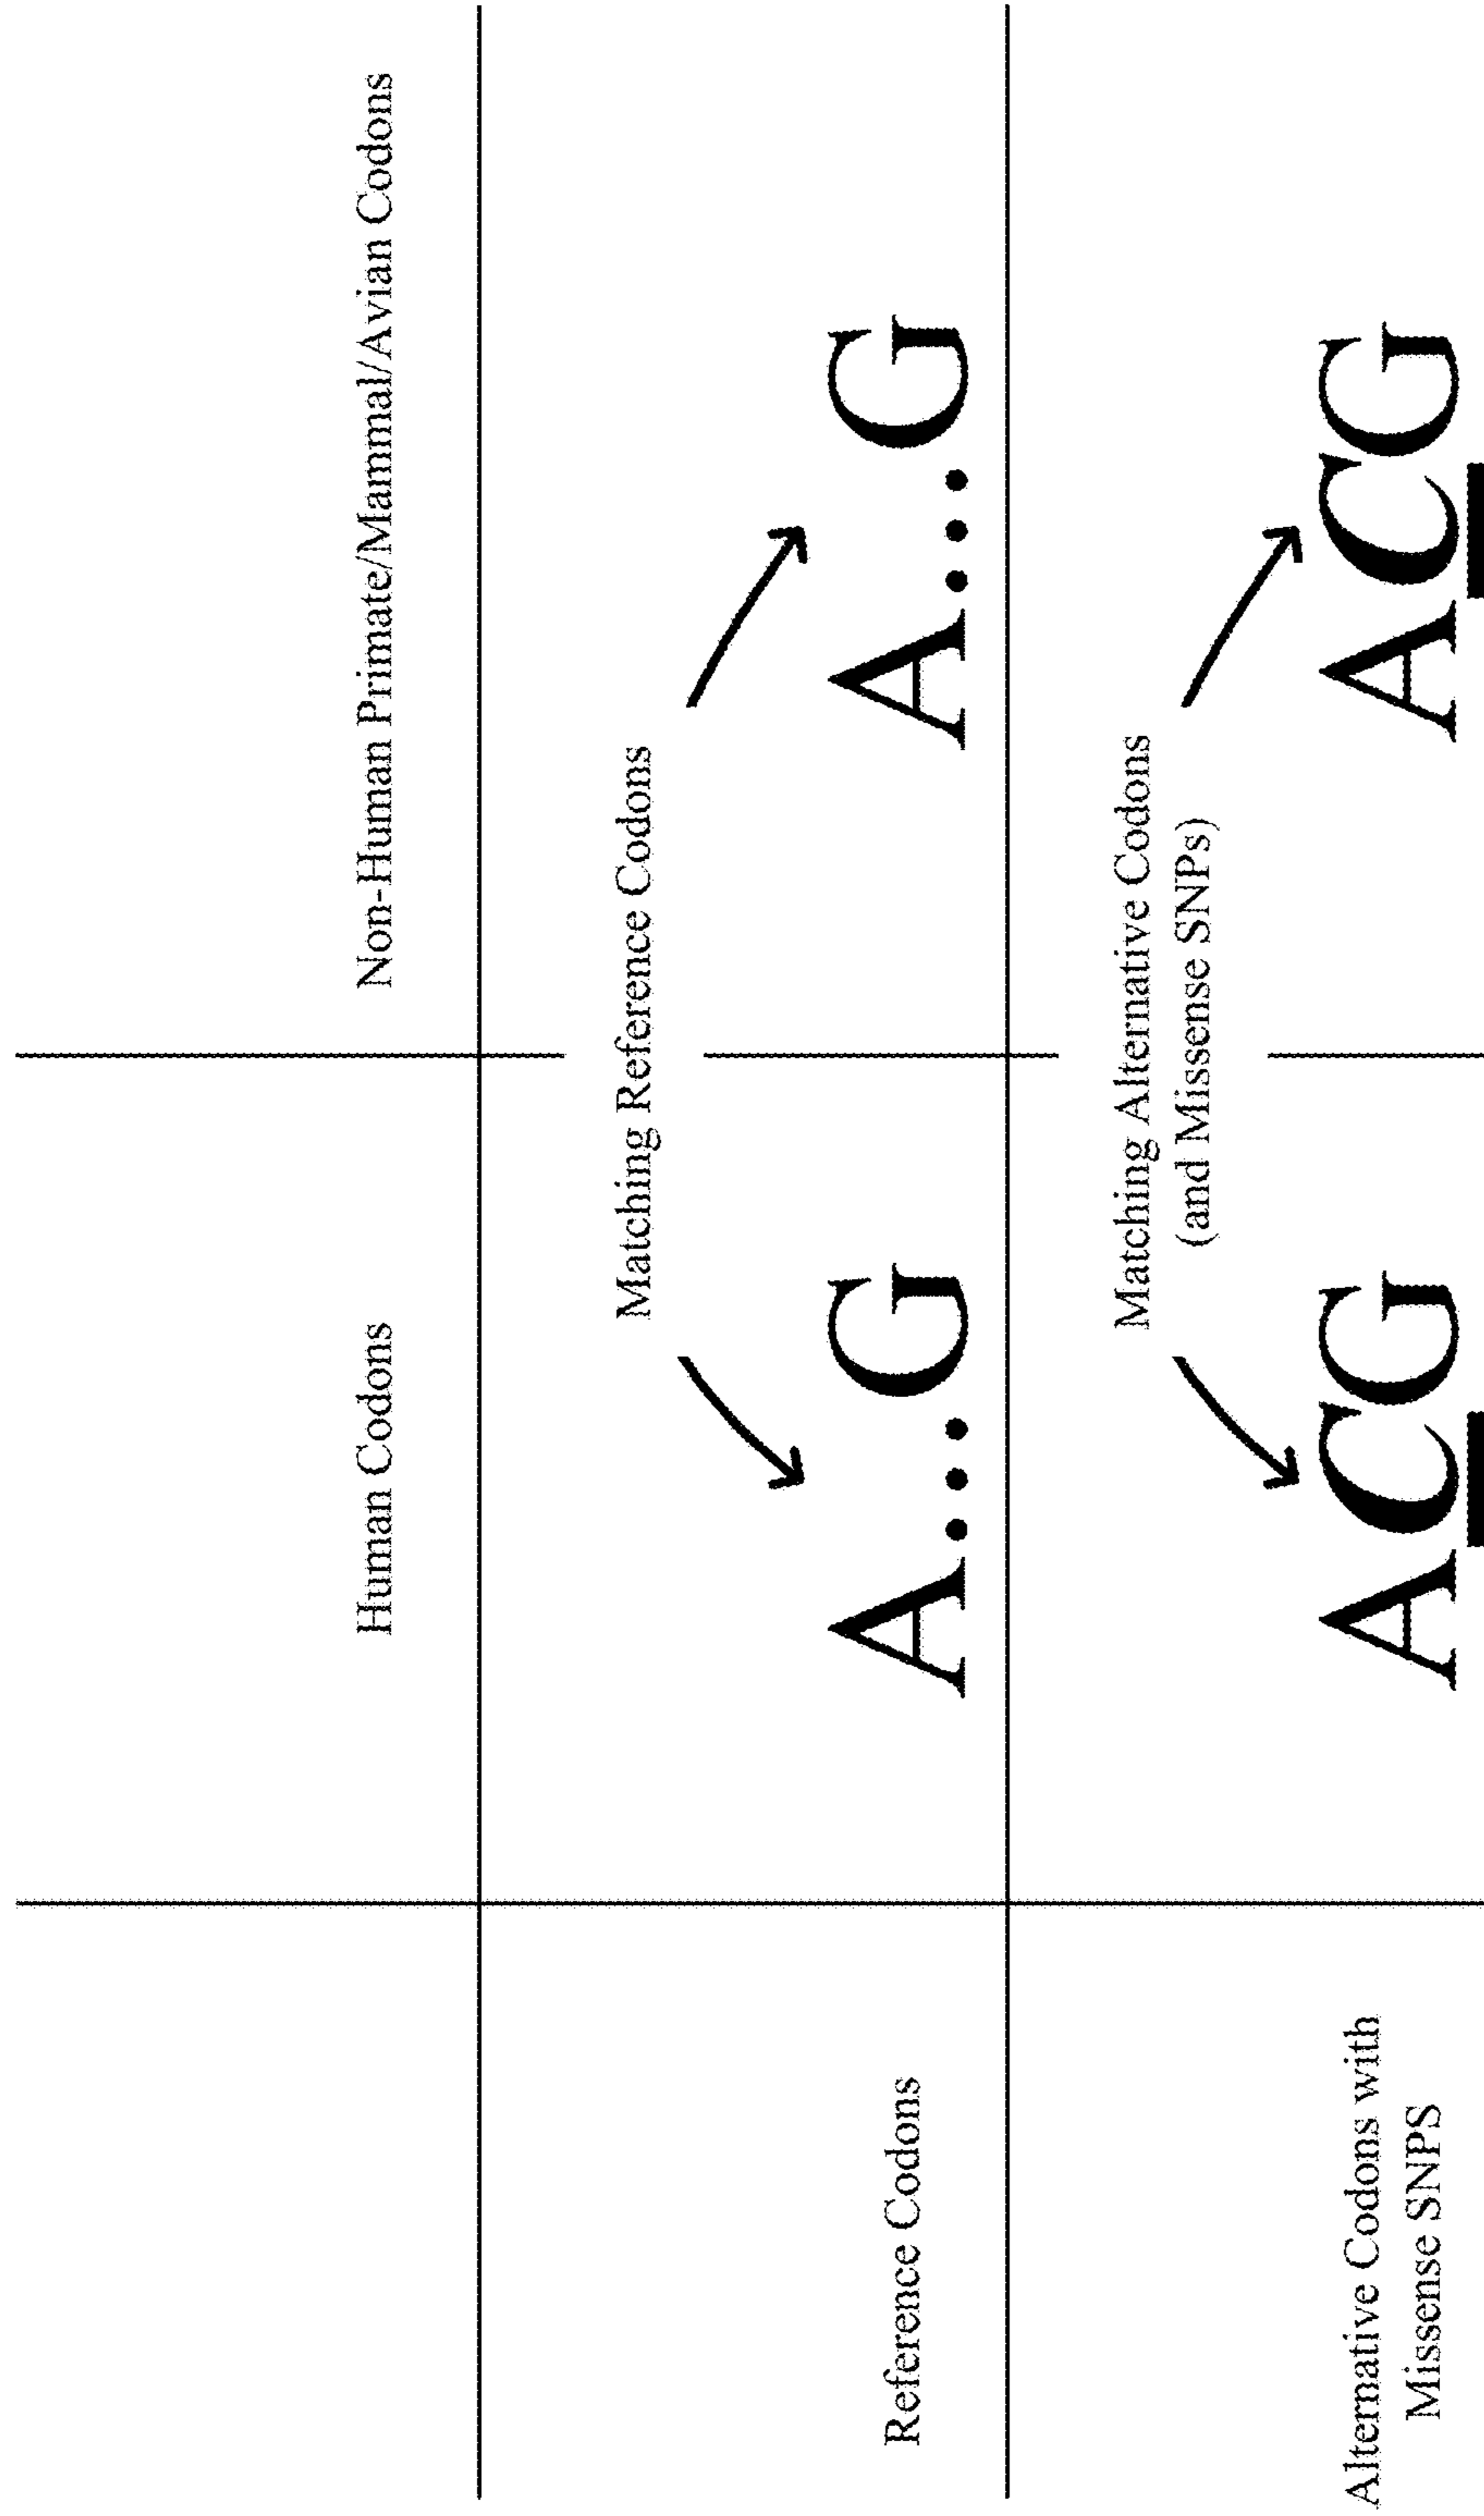 Human Codons
Non-Human Primate/Mammal/Avian Codons
Matching Reference Codons
Reference Codons
A...G
A...G
Matching Alternative Codons
(and Missense SNPs)
Alternative Codons with
Missense SNPS
ACG
ACG